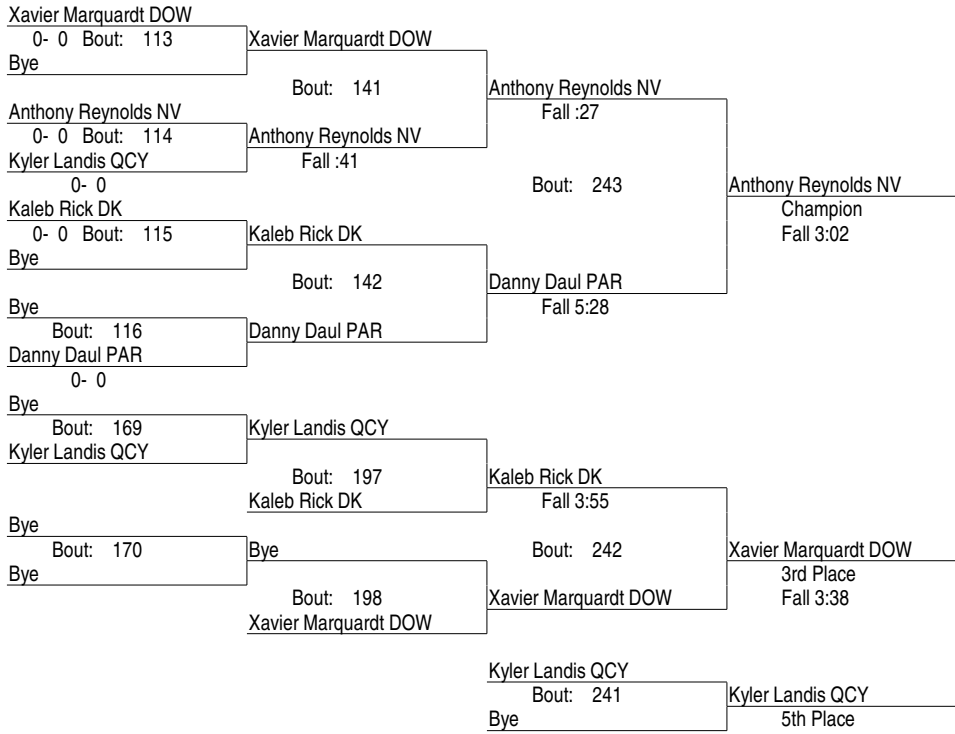 Xavier Marquardt DOW
0- 0 Bout: 113
Bye
Xavier Marquardt DOW
Bout: 141
Anthony Reynolds NV
0- 0 Bout: 114
Kyler Landis QCY
0- 0
Anthony Reynolds NV
Fall :41
Anthony Reynolds NV
Fall :27
Bout: 243
Anthony Reynolds NV
Champion
Fall 3:02
Kaleb Rick DK
0- 0 Bout: 115
Bye
Kaleb Rick DK
Bout: 142
Bye
Bout: 116
Danny Daul PAR
0- 0
Danny Daul PAR
Danny Daul PAR
Fall 5:28
Bye
Bout: 169
Kyler Landis QCY
Kyler Landis QCY
Bout: 197
Kaleb Rick DK
Kaleb Rick DK
Fall 3:55
Bye
Bout: 170
Bye
Bye
Bout: 198
Xavier Marquardt DOW
Bout: 242
Xavier Marquardt DOW
Xavier Marquardt DOW
3rd Place
Fall 3:38
Kyler Landis QCY
Bout: 241
Bye
Kyler Landis QCY
5th Place